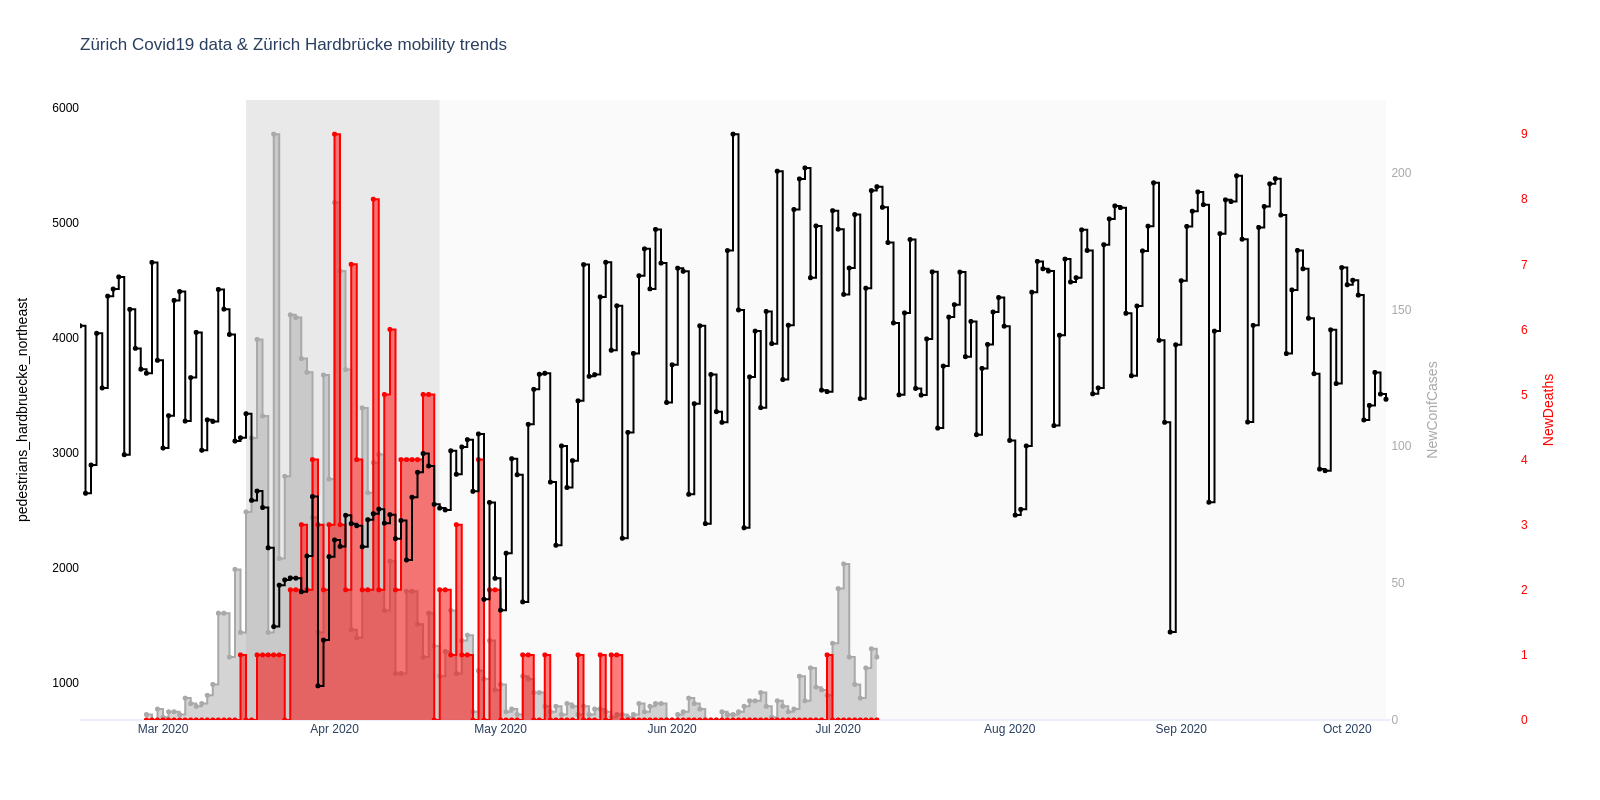 Zürich Covid19 data & Zürich Hardbrücke mobility trends
6000
5000
4000
3000
2000
1000
pedestrians_hardbruecke_northeast
200
150
100
50
0
NewConfCases
9
8
7
6
5
4
3
2
1
0
NewDeaths
Mar 2020
Apr 2020
May 2020
Jun 2020
Jul 2020
Aug 2020
Sep 2020
Oct 2020